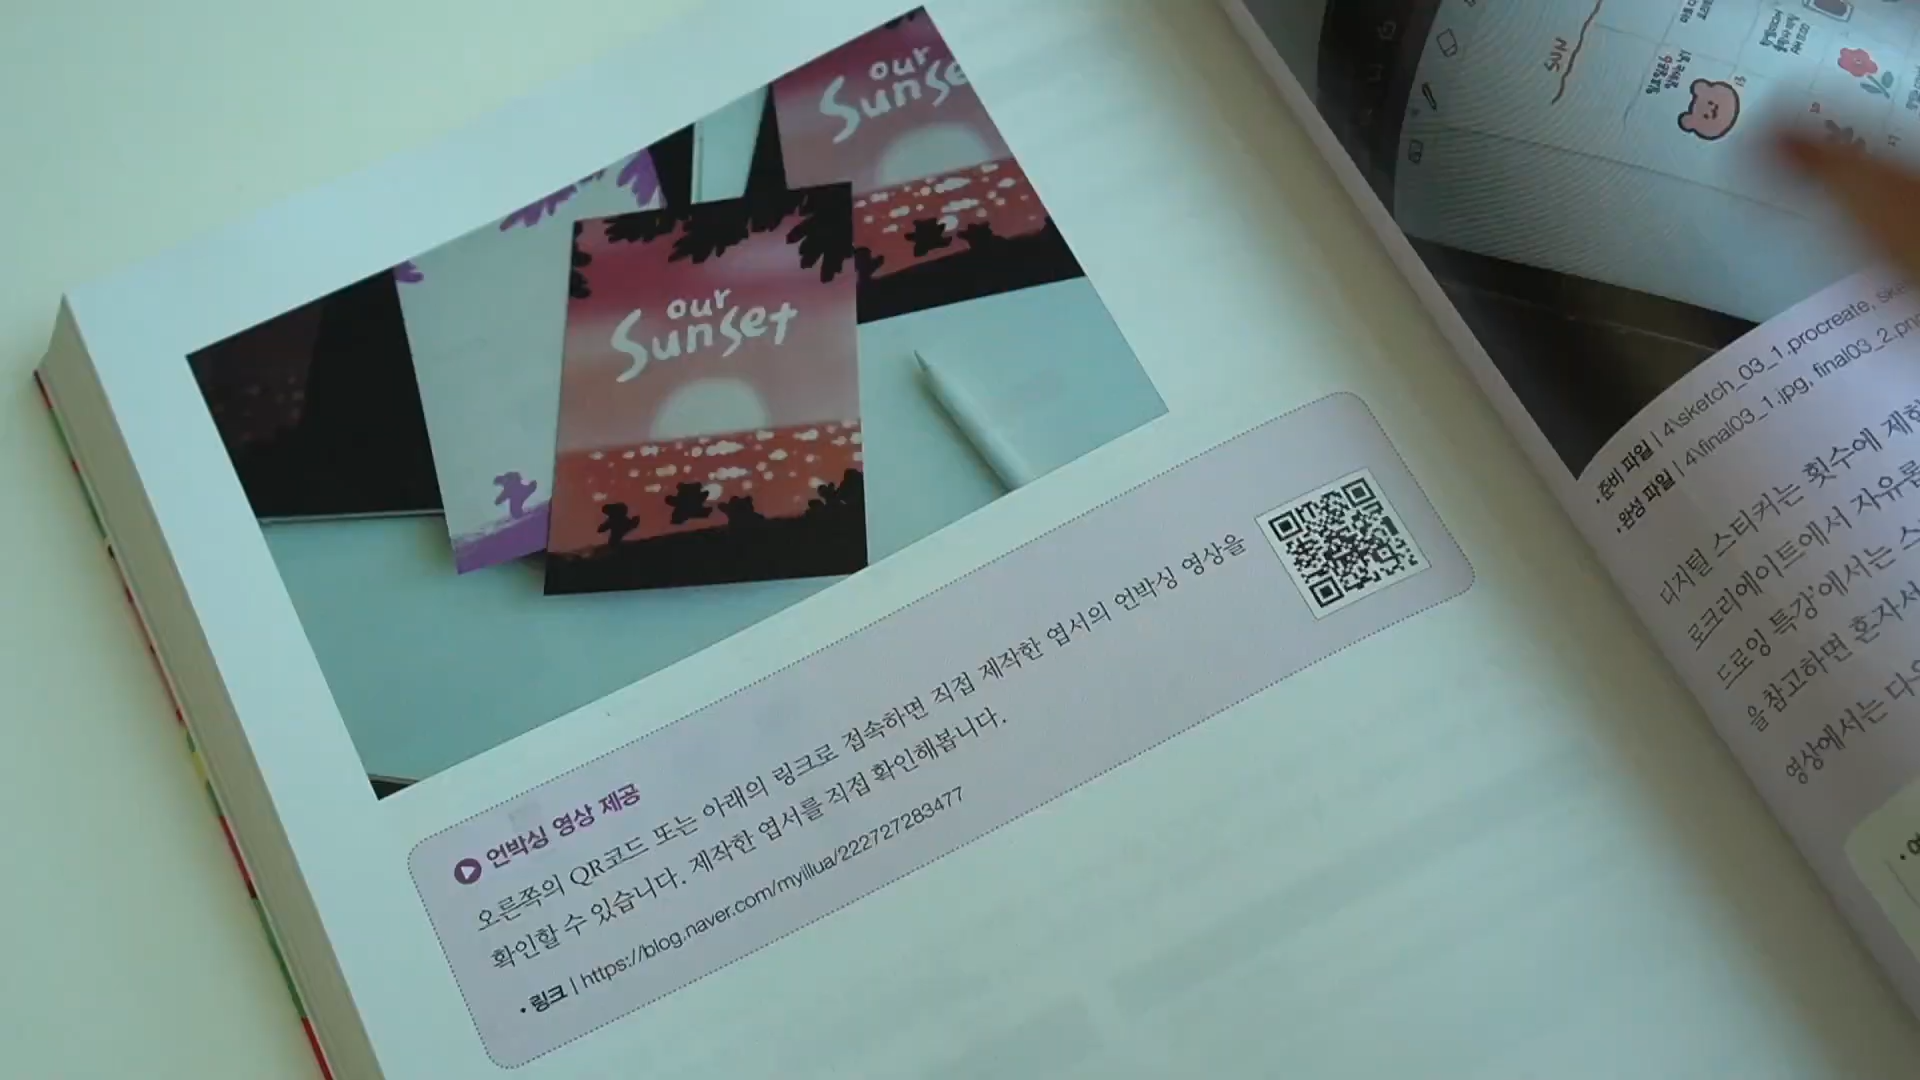 our
Sunset
our
Sunse
언박싱 영상 제공
오른쪽의 QR코드 또는 아래의 링크로 접속하면 직접 제작한 엽서의 언박싱 영상을
확인할 수 있습니다. 제작한 엽서를 직접 확인해봅니다.
• 링크 | https://blog.naver.com/myillua/222727283477
SUN
• 준비 파일 | 4\sketch_03_1.procreate,
• 완성 파일 | 4\final03_1.jpg, final03_2.png
디지털 스티커는 횟수에
로크리에이트에서 자유롭
드로잉 특강'에서는
을 참고하면 혼자서
영상에서는